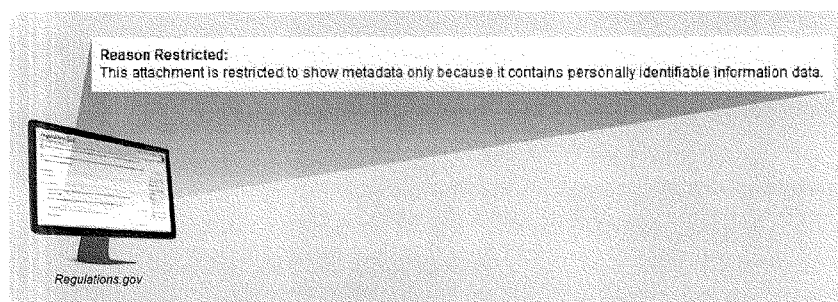 Reason Restricted:
This attachment is restricted to show metadata only because it contains personally identifiable information data.
Regulations.gov